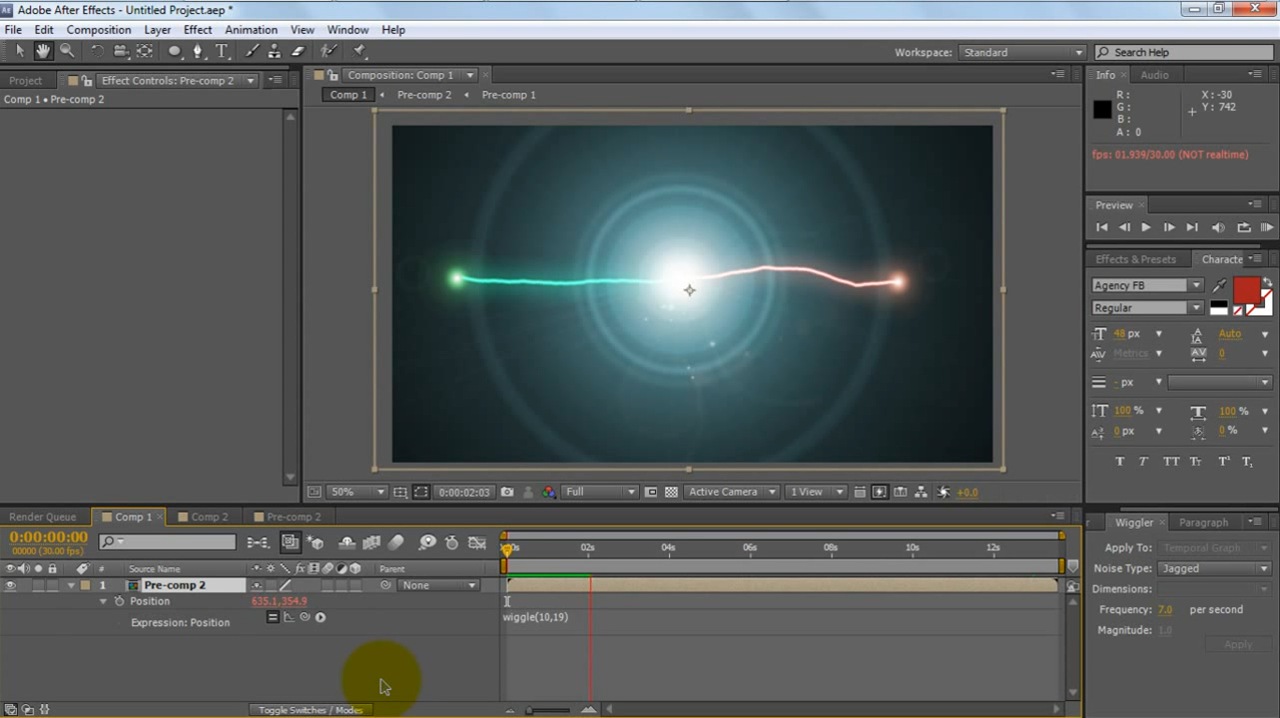 Adobe After Effects - Untitled Project.aep *
File Edit Composition Layer Effect Animation View Window Help
Workspace: Standard Search Help
Project Effect Controls: Pre-comp 2 Composition: Comp 1 Info Audio
Comp 1 • Pre-comp 2 Comp 1 Pre-comp 2 Pre-comp 1
R: X: -30
G: Y: 742
B:
A: 0
fps: 01.939/30.00 (NOT realtime)
Preview
Effects & Presets Characte
Agency FB
Regular
48 px Auto
Metrics 0
- px
100 % 100 %
0 px 0 %
T T TT Tr T¹ T₁
50% 0:00:02:03 Full Active Camera 1 View +0.0
Render Queue Comp 1 Comp 2 Pre-comp 2 Wiggler Paragraph
0:00:00:00
00000 (30.00 fps)
02s 04s 06s 08s 10s 12s
# Source Name fx Parent
1 Pre-comp 2 None
Position 635.1,354.9
Expression: Position wiggle(10,19)
Apply To: Temporal Graph
Noise Type: Jagged
Dimensions:
Frequency: 7.0 per second
Magnitude: 1.0
Apply
Toggle Switches / Modes